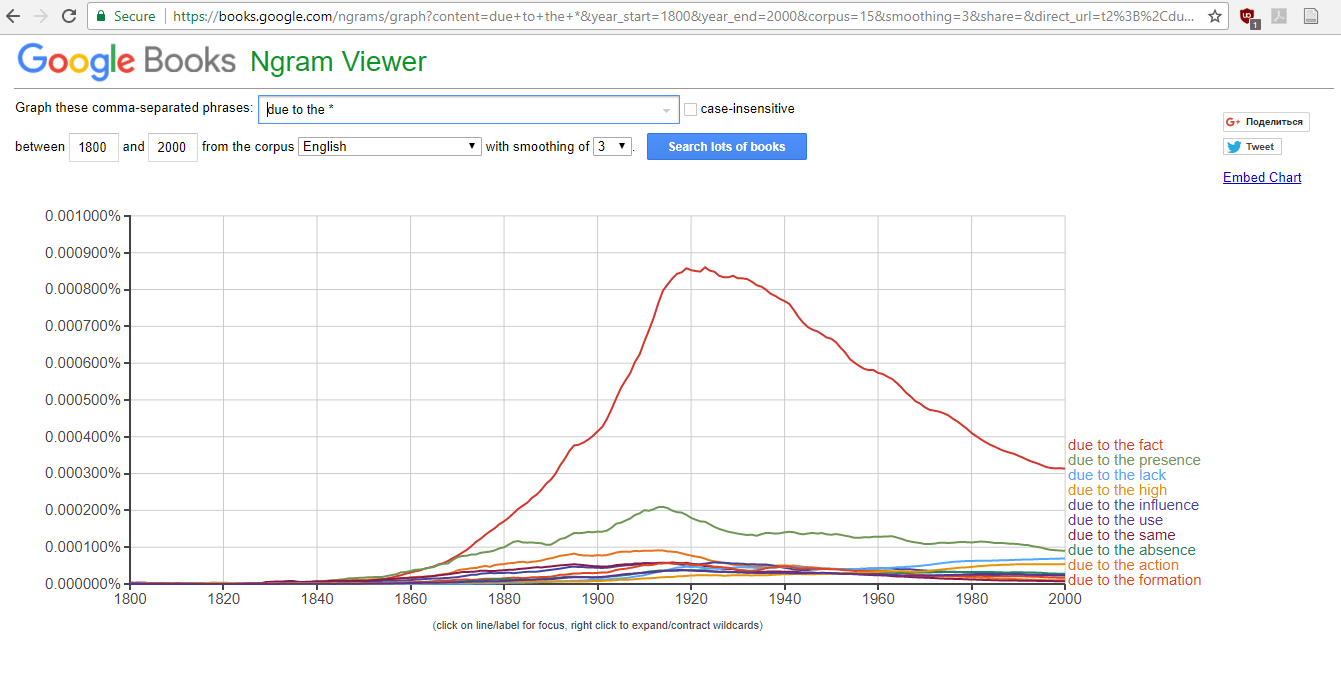 Secure
https://books.google.com/ngrams/graph?content=due+to+the+*&year_start=1800&year_end=2000&corpus=15&smoothing=3&share=&direct_url=t2%3B%2Cdu...
1
Google Books Ngram Viewer
Graph these comma-separated phrases: due to the * case-insensitive
between 1800 and 2000 from the corpus English with smoothing of 3 . Search lots of books
G+ Поделиться
Tweet
Embed Chart
0.001000%
0.000900%
0.000800%
0.000700%
0.000600%
0.000500%
0.000400%
0.000300%
0.000200%
0.000100%
0.000000%
due to the fact
due to the presence
due to the lack
due to the high
due to the influence
due to the use
due to the same
due to the absence
due to the action
due to the formation
1800 1820 1840 1860 1880 1900 1920 1940 1960 1980 2000
(click on line/label for focus, right click to expand/contract wildcards)